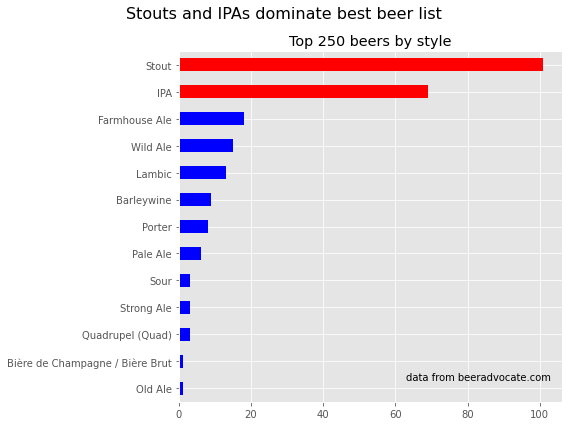 Stouts and IPAs dominate best beer list
Top 250 beers by style
Stout
IPA
Farmhouse Ale
Wild Ale
Lambic
Barleywine
Porter
Pale Ale
Sour
Strong Ale
Quadrupel (Quad)
Bière de Champagne / Bière Brut
data from beeradvocate.com
Old Ale
0 20 40 60 80 100